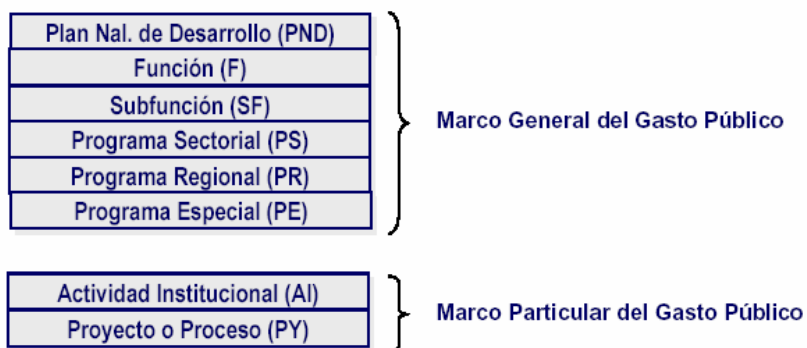 Plan Nal. de Desarrollo (PND)
Función (F)
Subfunción (SF)
Programa Sectorial (PS)
Programa Regional (PR)
Programa Especial (PE)
Marco General del Gasto Público
Actividad Institucional (AI)
Proyecto o Proceso (PY)
Marco Particular del Gasto Público